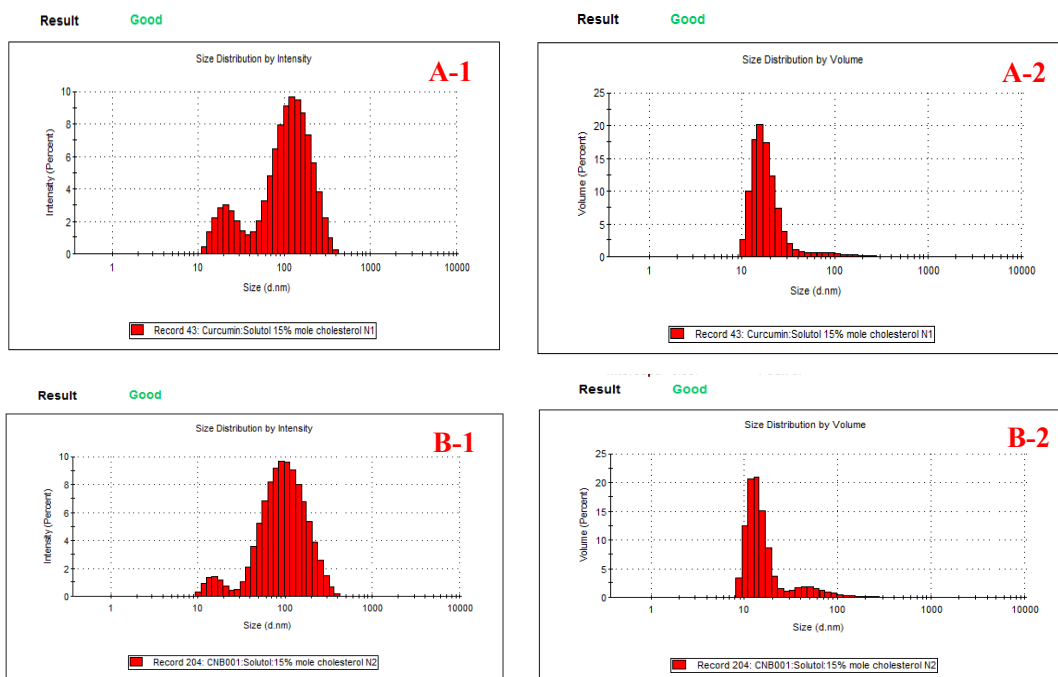 Result Good
Size Distribution by Intensity
A-1
10
8
6
4
2
0
Intensity (Percent)
1 10 100 1000 10000
Size (d.nm)
Record 43: Curcumin:Solutol 15% mole cholesterol N1
Result Good
Size Distribution by Volume
A-2
25
20
15
10
5
0
Volume (Percent)
1 10 100 1000 10000
Size (d.nm)
Record 43: Curcumin:Solutol 15% mole cholesterol N1
Result Good
Size Distribution by Intensity
B-1
10
8
6
4
2
0
Intensity (Percent)
1 10 100 1000 10000
Size (d.nm)
Record 204: CNB001:Solutol:15% mole cholesterol N2
Result Good
Size Distribution by Volume
B-2
25
20
15
10
5
0
Volume (Percent)
1 10 100 1000 10000
Size (d.nm)
Record 204: CNB001:Solutol:15% mole cholesterol N2